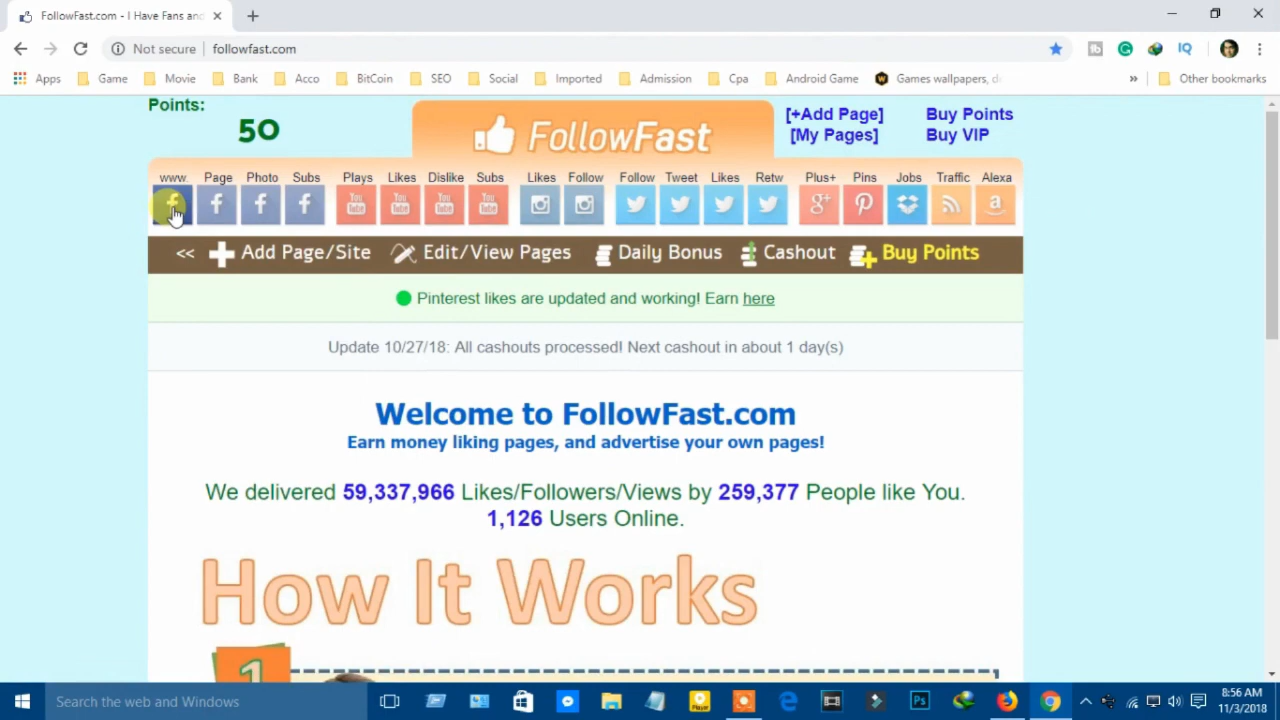 FollowFast.com - I Have Fans and
Not secure | followfast.com
Apps Game Movie Bank Acco BitCoin SEO Social Imported Admission Cpa Android Game Games wallpapers, d » Other bookmarks
Points:
50
FollowFast
[+Add Page] Buy Points
[My Pages] Buy VIP
www. Page Photo Subs Plays Likes Dislike Subs Likes Follow Follow Tweet Likes Retw Plus+ Pins Jobs Traffic Alexa
<< Add Page/Site Edit/View Pages Daily Bonus Cashout Buy Points
Pinterest likes are updated and working! Earn here
Update 10/27/18: All cashouts processed! Next cashout in about 1 day(s)
Welcome to FollowFast.com
Earn money liking pages, and advertise your own pages!
We delivered 59,337,966 Likes/Followers/Views by 259,377 People like You.
1,126 Users Online.
How It Works
1
Search the web and Windows
8:56 AM
11/3/2018